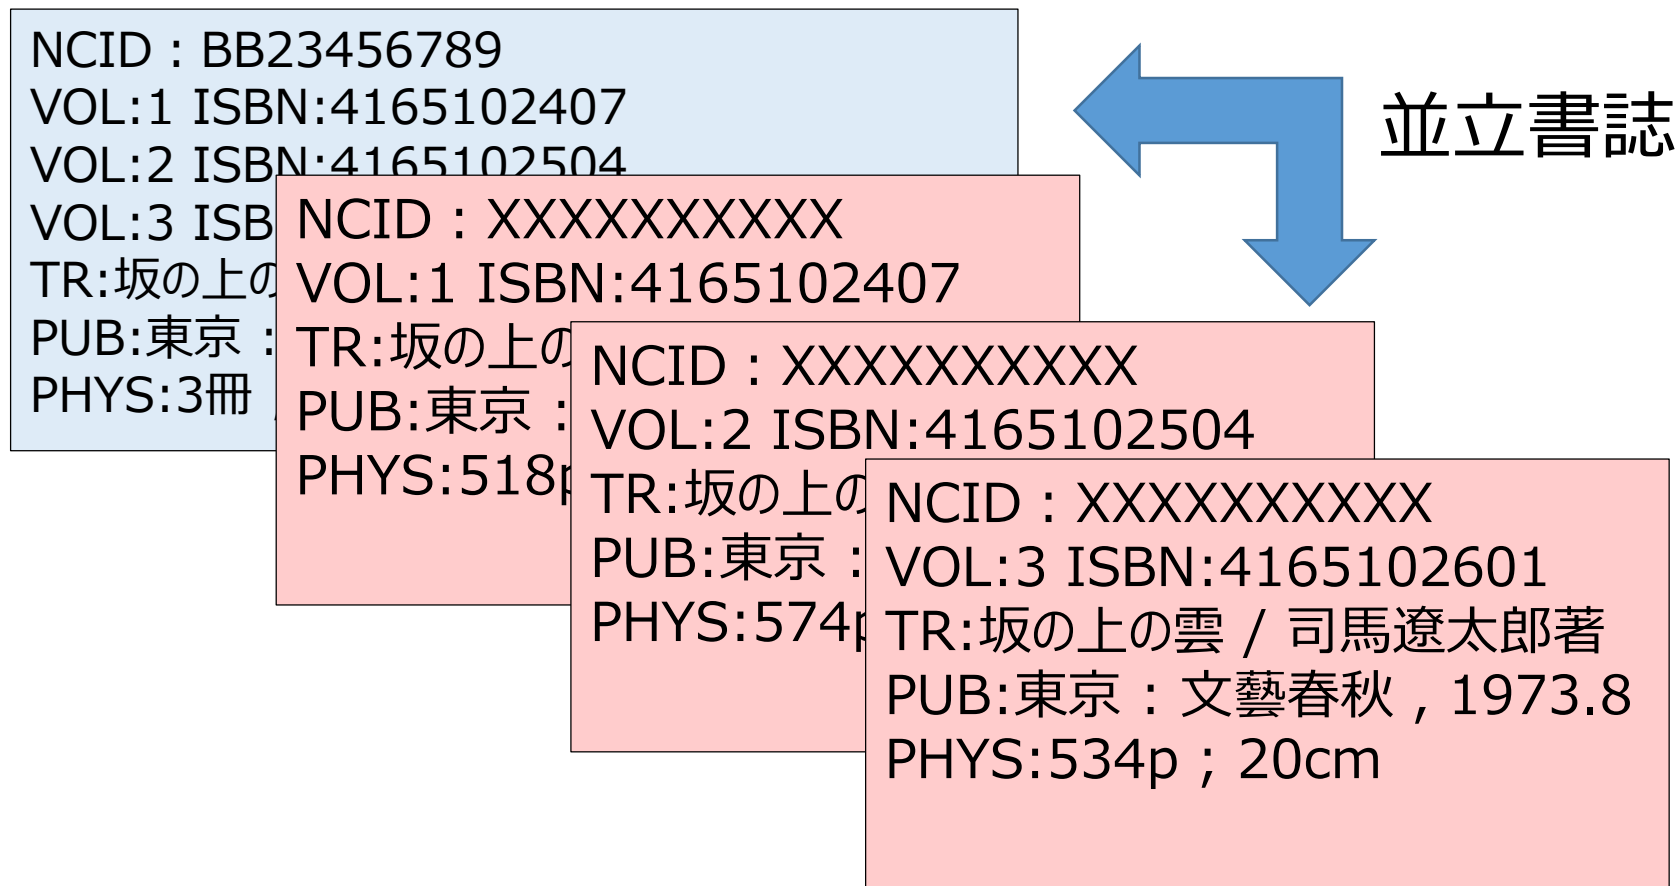 NCID : BB23456789
VOL:1 ISBN:4165102407
VOL:2 ISBN:4165102504
VOL:3 ISB
TR:坂の上の
PUB:東京 :
PHYS:3冊
並立書誌
NCID : XXXXXXXXXX
VOL:1 ISBN:4165102407
TR:坂の上の
PUB:東京 :
PHYS:518p
NCID : XXXXXXXXXX
VOL:2 ISBN:4165102504
TR:坂の上の
PUB:東京 :
PHYS:574p
NCID : XXXXXXXXXX
VOL:3 ISBN:4165102601
TR:坂の上の雲 / 司馬遼太郎著
PUB:東京 : 文藝春秋 , 1973.8
PHYS:534p ; 20cm